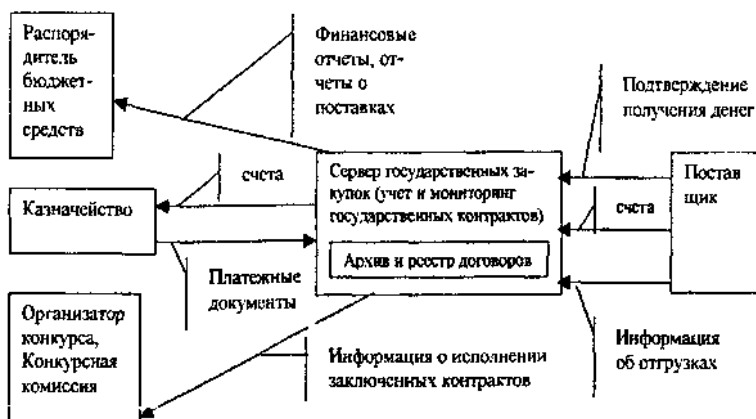 Распоря-
дитель
бюджет-
ных
средств
Финансовые
отчеты, от-
четы о
поставках
Подтверждение
получения денег
счета
Сервер государственных за-
купок (учет и мониторинг
государственных контрактов)
Архив и реестр договоров
Постав
щик
счета
Казначейство
Платежные
документы
Организатор
конкурса,
Конкурсная
комиссия
Информация о исполнении
заключенных контрактов
Информация
об отгрузках